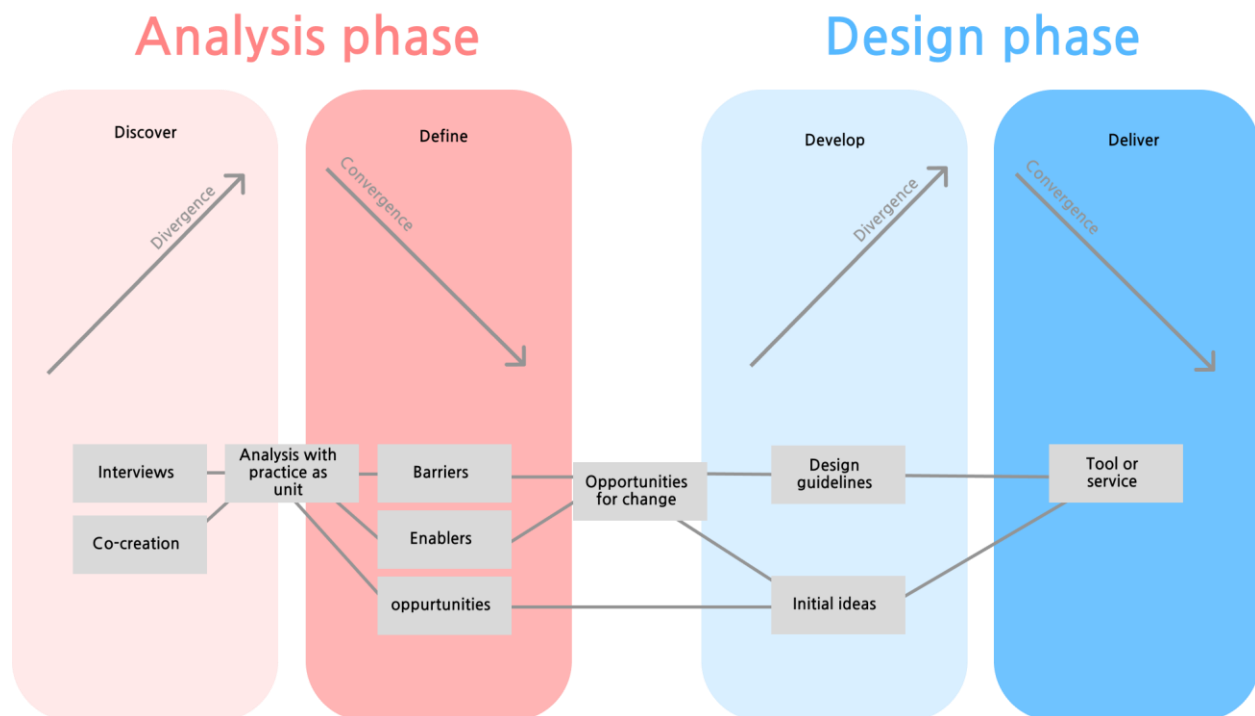 Analysis phase
Design phase
Discover
Define
Develop
Deliver
Divergence
Convergence
Divergence
Convergence
Interviews
Analysis with
practice as
unit
Barriers
Opportunities
for change
Design
guidelines
Tool or
service
Co-creation
Enablers
oppurtunities
Initial ideas